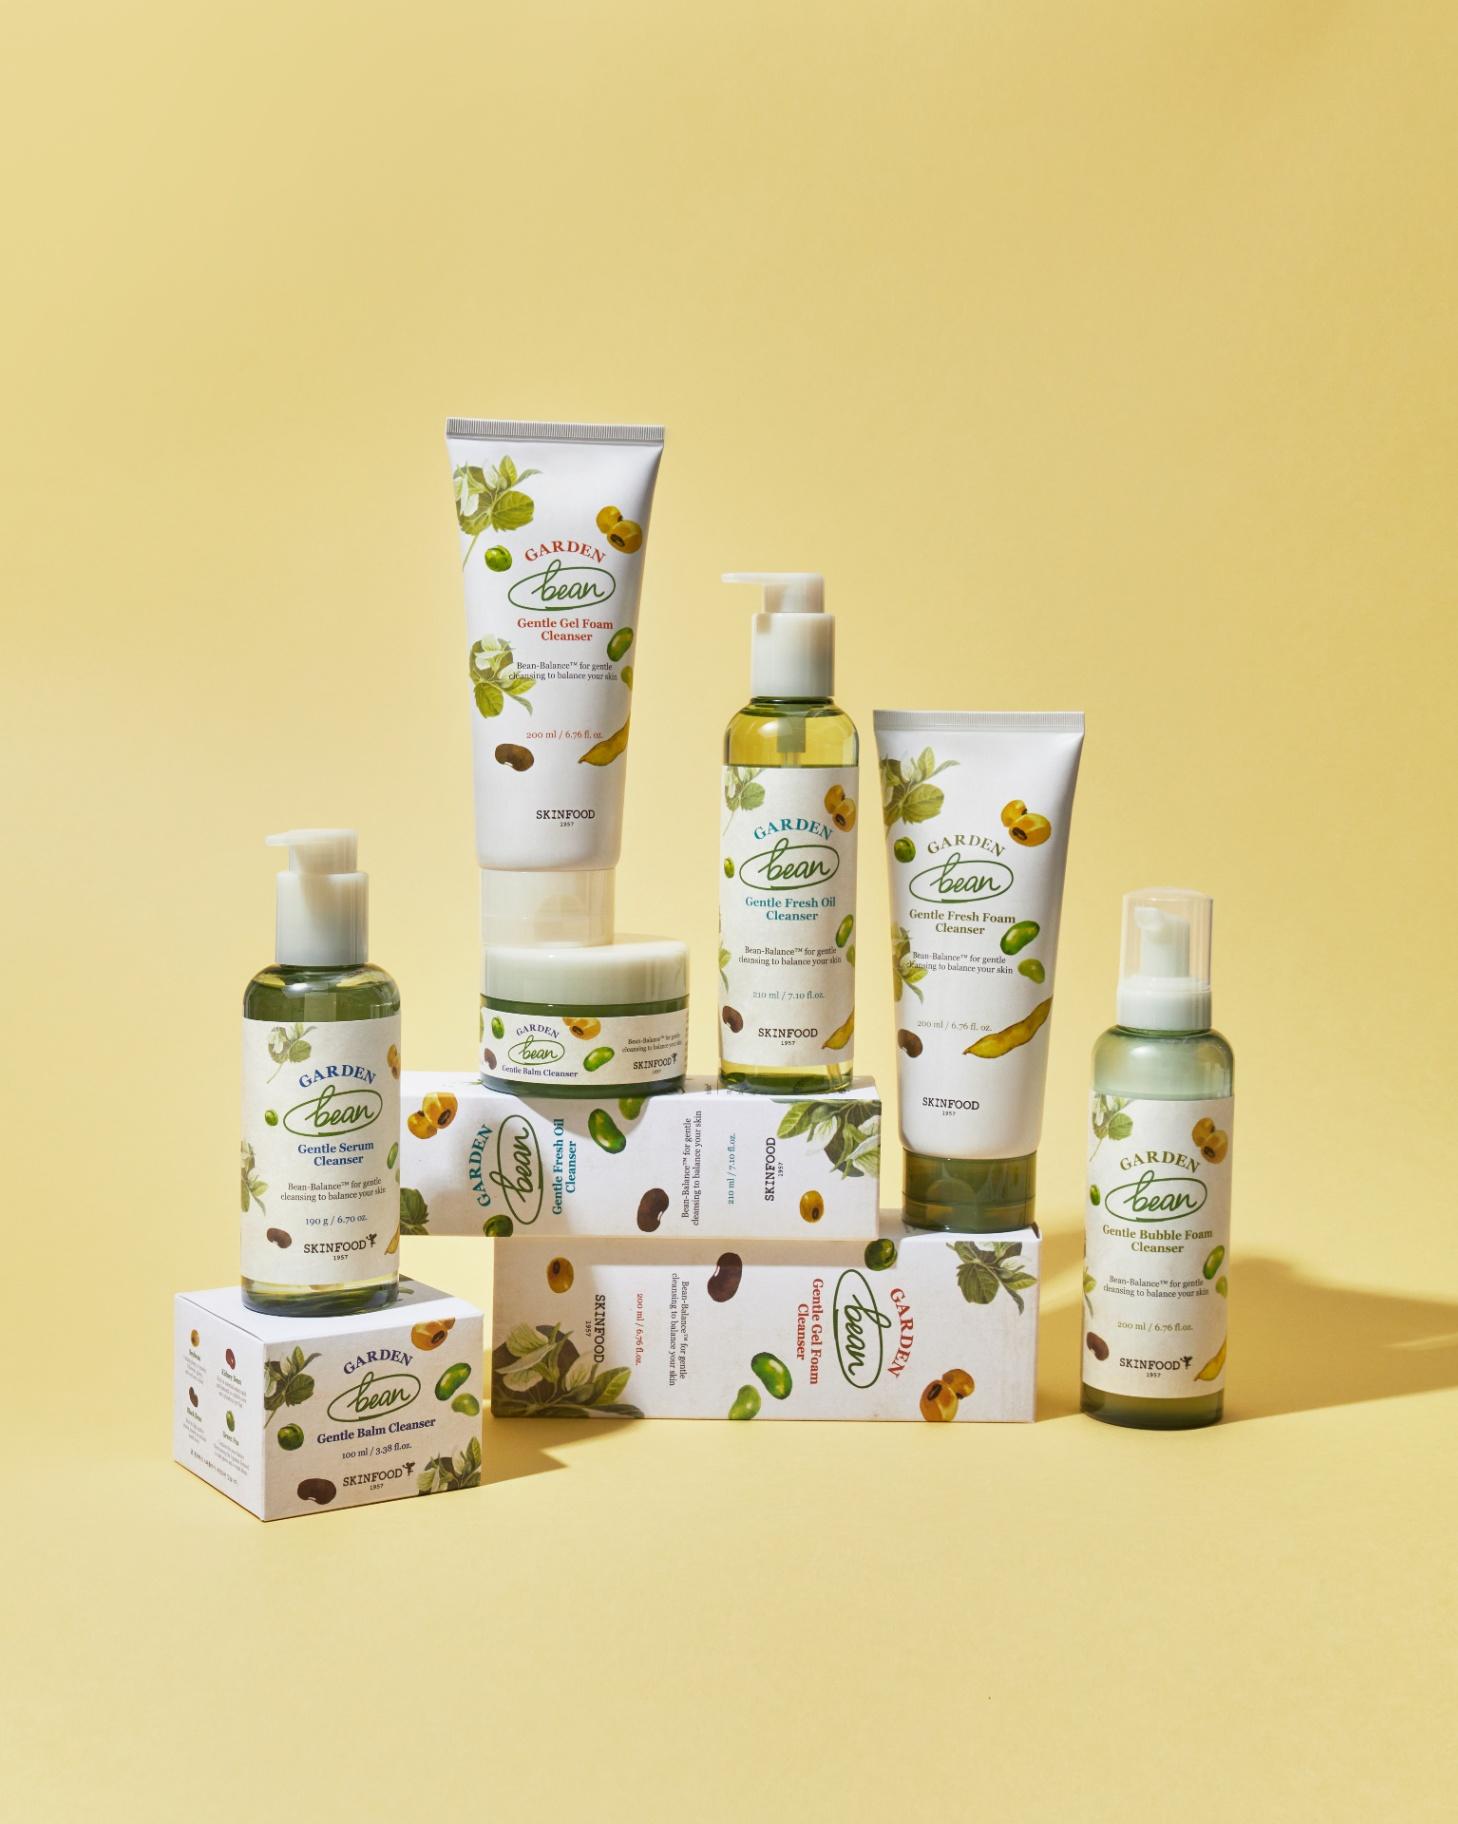 GARDEN
bean
Gentle Gel Foam
Cleanser
Bean-Balance™ for gentle
cleansing to balance your skin
200 ml / 6.76 fl. oz.
SKINFOOD
1957
GARDEN
bean
Gentle Fresh Oil
Cleanser
Bean-Balance™ for gentle
cleansing to balance your skin
210 ml / 7.10 fl.oz.
SKINFOOD
1957
GARDEN
bean
Gentle Fresh Foam
Cleanser
Bean-Balance™ for gentle
cleansing to balance your skin
200 ml / 6.76 fl. oz.
SKINFOOD
1957
GARDEN
bean
Gentle Serum
Cleanser
Bean-Balance™ for gentle
cleansing to balance your skin
190 g / 6.70 oz.
SKINFOOD
1957
GARDEN
bean
Gentle Balm Cleanser
Bean-Balance™ for gentle
cleansing to balance your skin
SKINFOOD
GARDEN
bean
Gentle Fresh Oil
Cleanser
Bean-Balance™ for gentle
cleansing to balance your skin
210 ml / 7.10 fl.oz.
SKINFOOD
1957
GARDEN
bean
Gentle Gel Foam
Cleanser
Bean-Balance™ for gentle
cleansing to balance your skin
200 ml / 6.76 fl.oz.
SKINFOOD
1957
GARDEN
bean
Gentle Bubble Foam
Cleanser
Bean-Balance™ for gentle
cleansing to balance your skin
200 ml / 6.76 fl.oz.
SKINFOOD
1957
GARDEN
bean
Gentle Balm Cleanser
100 ml / 3.38 fl.oz.
SKINFOOD
1957